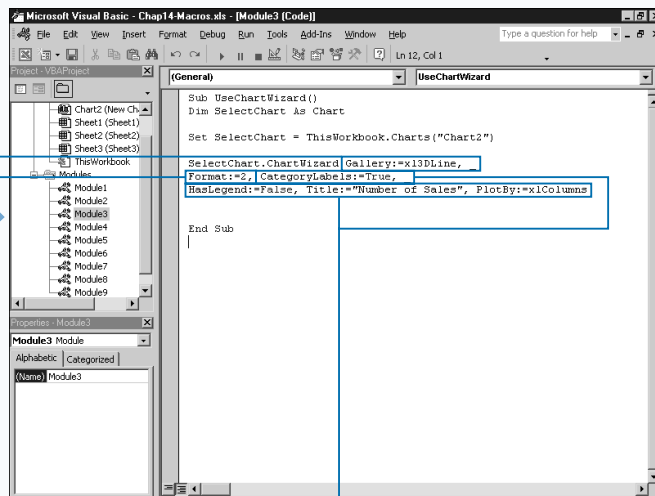 Microsoft Visual Basic - Chap14-Macros.xls - [Module3 (Code)]
File Edit View Insert Format Debug Run Tools Add-Ins Window Help
Type a question for help
Ln 12, Col 1
Project - VBAProject
(General)
UseChartWizard
Chart2 (New Ch
Sheet1 (Sheet1)
Sheet2 (Sheet2)
Sheet3 (Sheet3)
ThisWorkbook
Modules
Module1
Module2
Module3
Module4
Module5
Module6
Module7
Module8
Module9
Properties - Module3
Module3 Module
Alphabetic Categorized
(Name) Module3
Sub UseChartWizard()
Dim SelectChart As Chart
Set SelectChart = ThisWorkbook.Charts("Chart2")
SelectChart.ChartWizard Gallery:=xl3DLine, _
Format:=2, CategoryLabels:=True, _
HasLegend:=False, Title:="Number of Sales", PlotBy:=xlColumns
End Sub